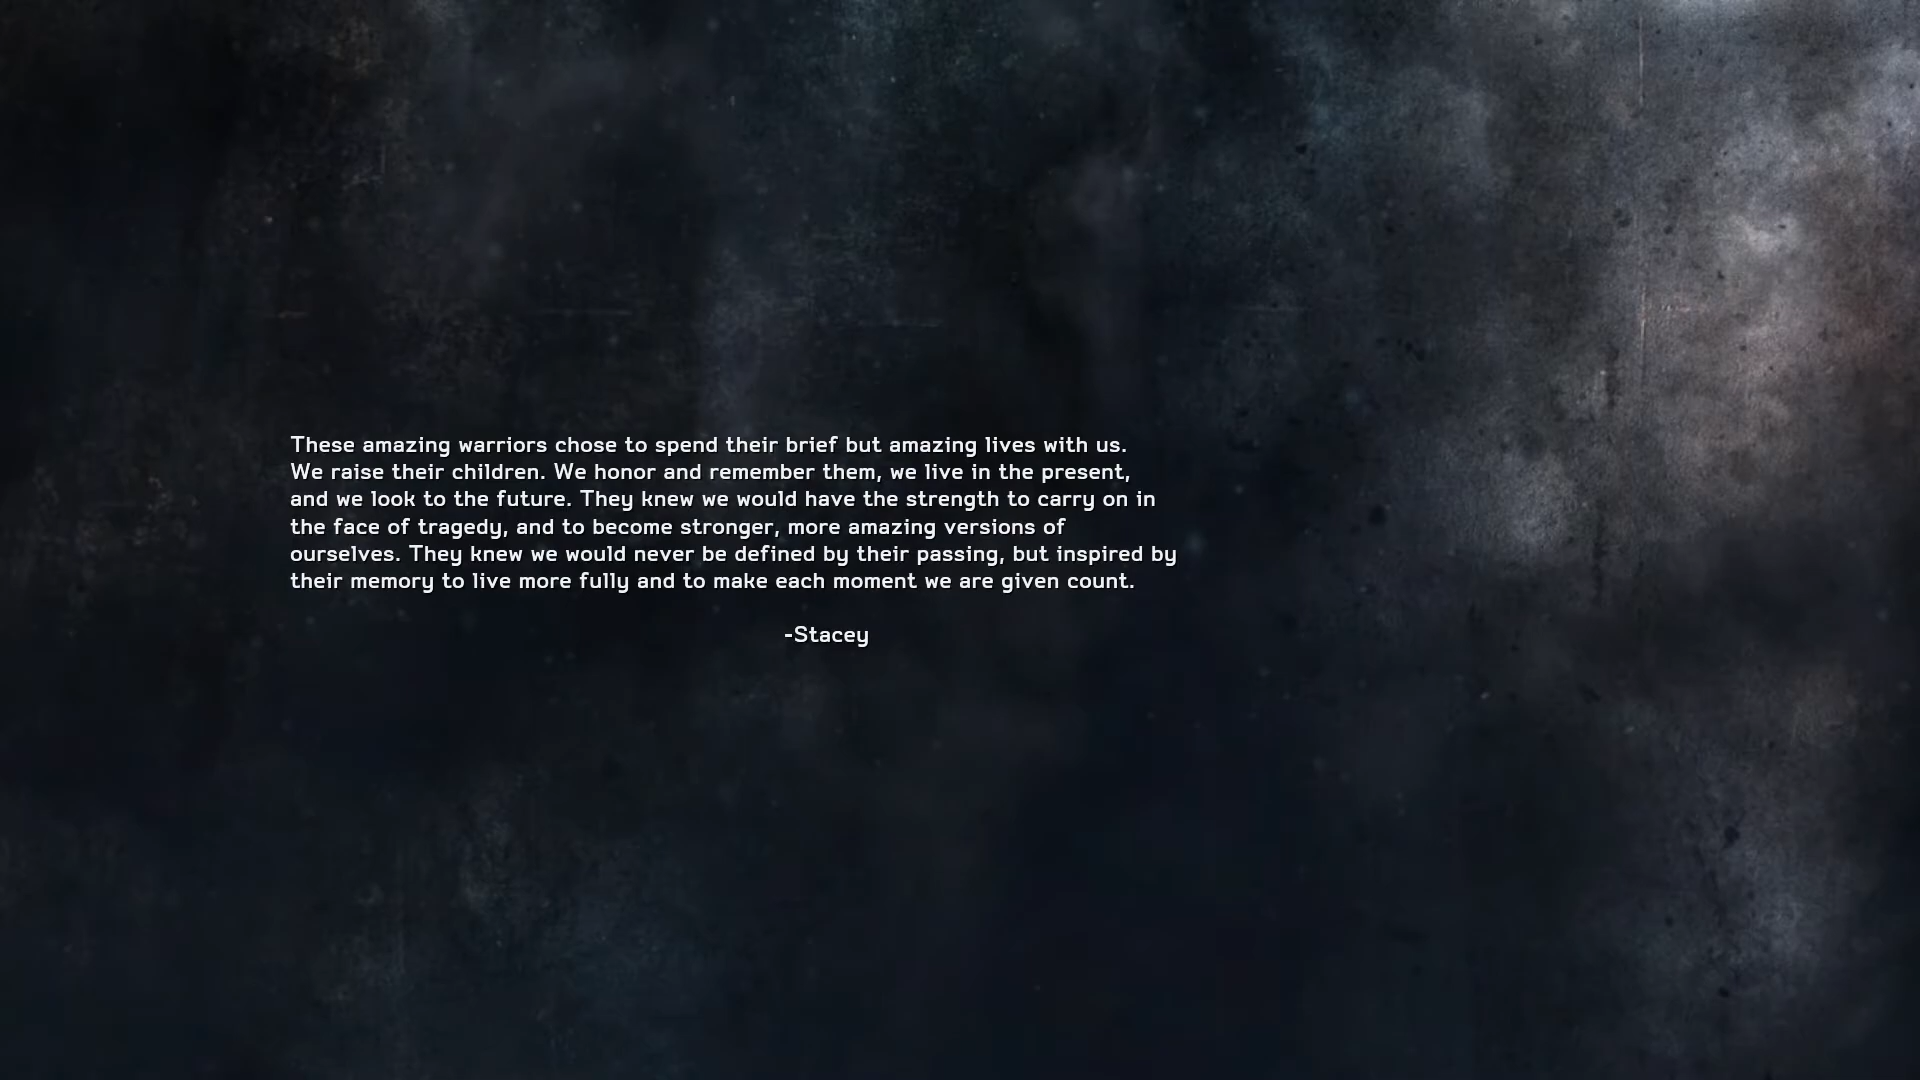 These amazing warriors chose to spend their brief but amazing lives with us.
We raise their children. We honor and remember them, we live in the present,
and we look to the future. They knew we would have the strength to carry on in
the face of tragedy, and to become stronger, more amazing versions of
ourselves. They knew we would never be defined by their passing, but inspired by
their memory to live more fully and to make each moment we are given count.
-Stacey